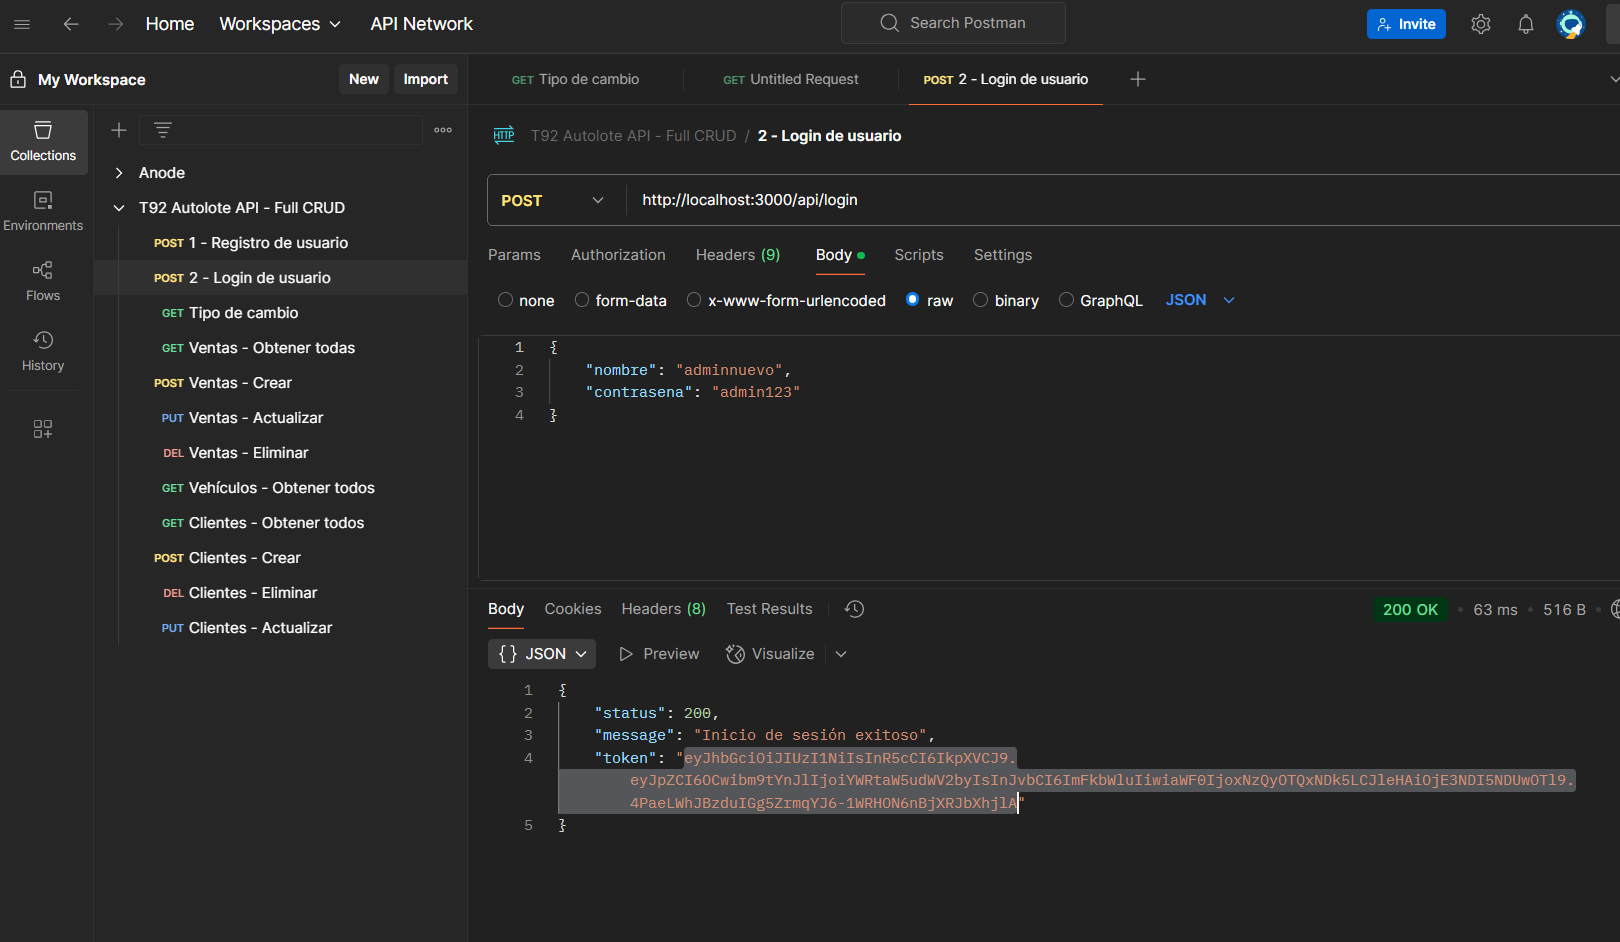 Home Workspaces API Network Search Postman Invite
My Workspace New Import
GET Tipo de cambio GET Untitled Request POST 2 - Login de usuario
Collections
Environments
Flows
History
Anode
T92 Autolote API - Full CRUD
POST 1 - Registro de usuario
POST 2 - Login de usuario
GET Tipo de cambio
GET Ventas - Obtener todas
POST Ventas - Crear
PUT Ventas - Actualizar
DEL Ventas - Eliminar
GET Vehículos - Obtener todos
GET Clientes - Obtener todos
POST Clientes - Crear
DEL Clientes - Eliminar
PUT Clientes - Actualizar
HTTP T92 Autolote API - Full CRUD / 2 - Login de usuario
POST http://localhost:3000/api/login
Params Authorization Headers (9) Body Scripts Settings
none form-data x-www-form-urlencoded raw binary GraphQL JSON
1 {
2 "nombre": "adminnuevo",
3 "contrasena": "admin123"
4 }
Body Cookies Headers (8) Test Results 200 OK 63 ms 516 B
{} JSON Preview Visualize
1 {
2 "status": 200,
3 "message": "Inicio de sesión exitoso",
4 "token": "eyJhbGciOiJIUzI1NiIsInR5cCI6IkpXVCJ9.
eyJpZCI6OCwibm9tYnJlIjoiYWRtaW5udWV2byIsInJvbCI6ImFkbWluIiwiaWF0IjoxNzQyOTQxNDk5LCJleHAiOjE3NDI5NDUwOTl9.
4PaeLWhJBzduIGg5ZrmqYJ6-1WRHON6nBjXRJbXhjlA"
5 }